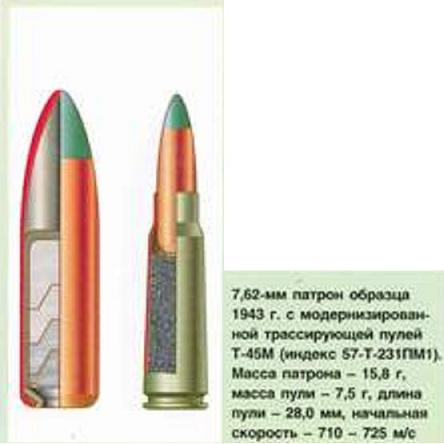 7,62-мм патрон образца
1943 г. с модернизирован-
ной трассирующей пулей
Т-45М (индекс 57-Т-231ПМ1).
Масса патрона – 15,8 г,
масса пули – 7,5 г, длина
пули – 28,0 мм, начальная
скорость – 710 – 725 м/с